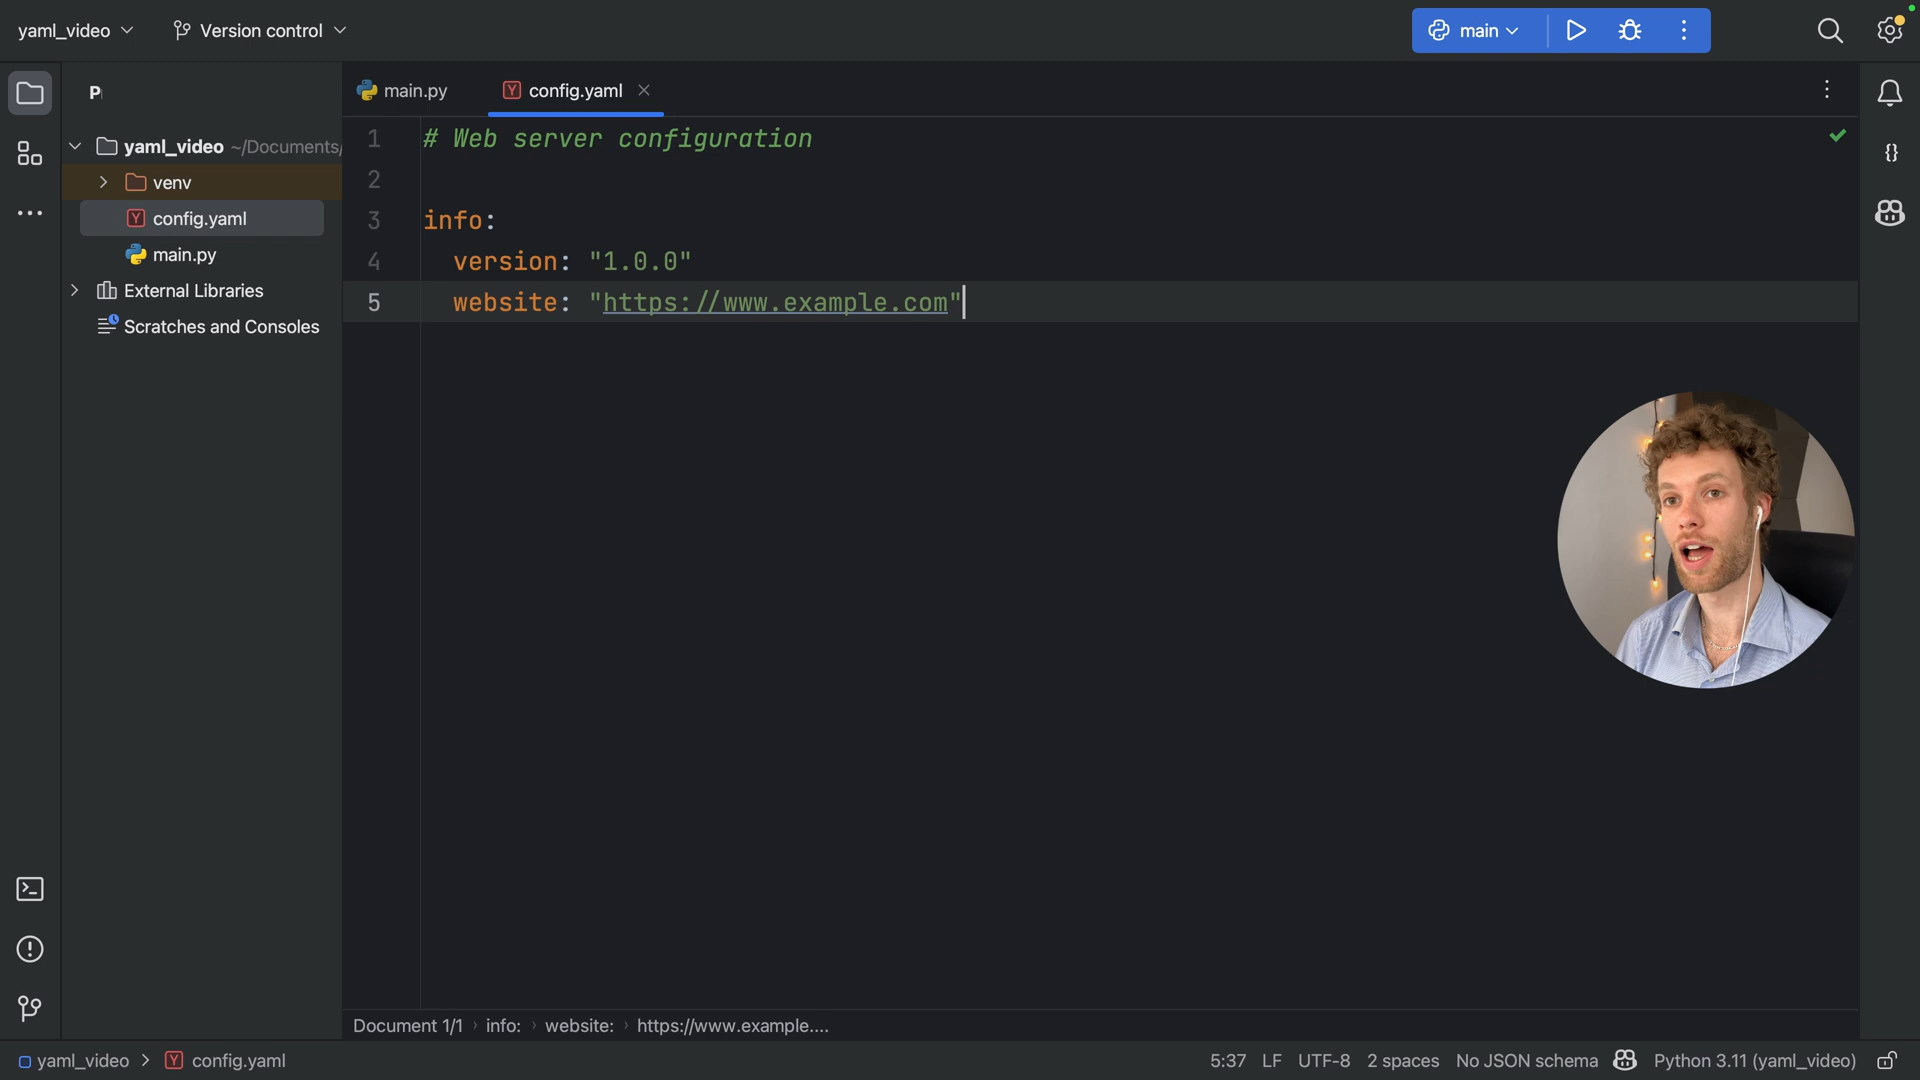 yaml_video
Version control
main
P
main.py
config.yaml
yaml_video ~/Documents/
venv
config.yaml
main.py
External Libraries
Scratches and Consoles
1 # Web server configuration
2
3 info:
4 version: "1.0.0"
5 website: "https://www.example.com"
Document 1/1 › info: › website: › https://www.example....
yaml_video > config.yaml
5:37 LF UTF-8 2 spaces No JSON schema Python 3.11 (yaml_video)